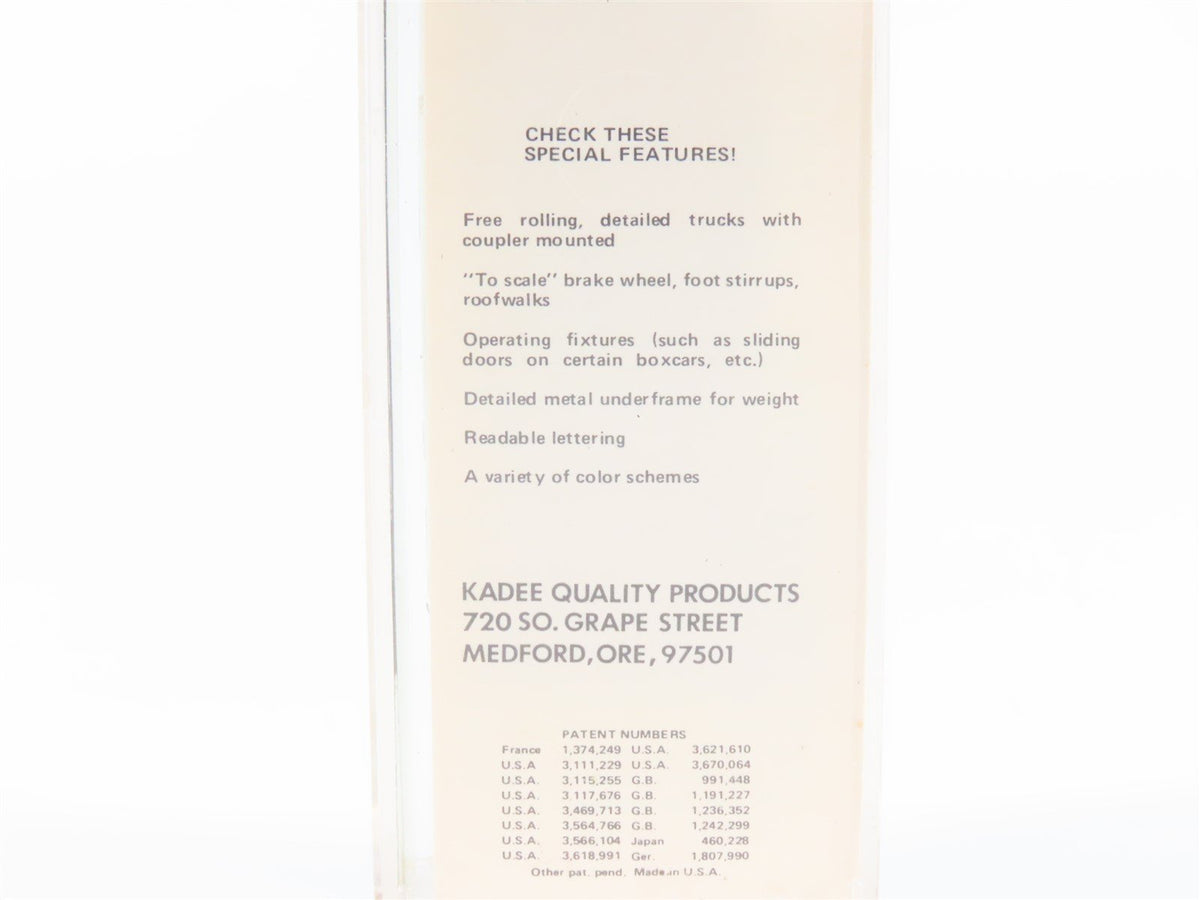 CHECK THESE
SPECIAL FEATURES!
Free rolling, detailed trucks with
coupler mounted
"To scale" brake wheel, foot stirrups,
roofwalks
Operating fixtures (such as sliding
doors on certain boxcars, etc.)
Detailed metal underframe for weight
Readable lettering
A variety of color schemes
KADEE QUALITY PRODUCTS
720 SO. GRAPE STREET
MEDFORD, ORE, 97501
PATENT NUMBERS
France 1,374,249 U.S.A. 3,621,610
U.S.A 3,111,229 U.S.A. 3,670,064
U.S.A. 3,115,255 G.B. 991,448
U.S.A. 3 117,676 G.B. 1,191,227
U.S.A. 3,469,713 G.B. 1,236,352
U.S.A. 3,564,766 G.B. 1,242,299
U.S.A. 3,566,104 Japan 460,228
U.S.A. 3,618,991 Ger. 1,807,990
Other pat. pend. Made in U.S.A.